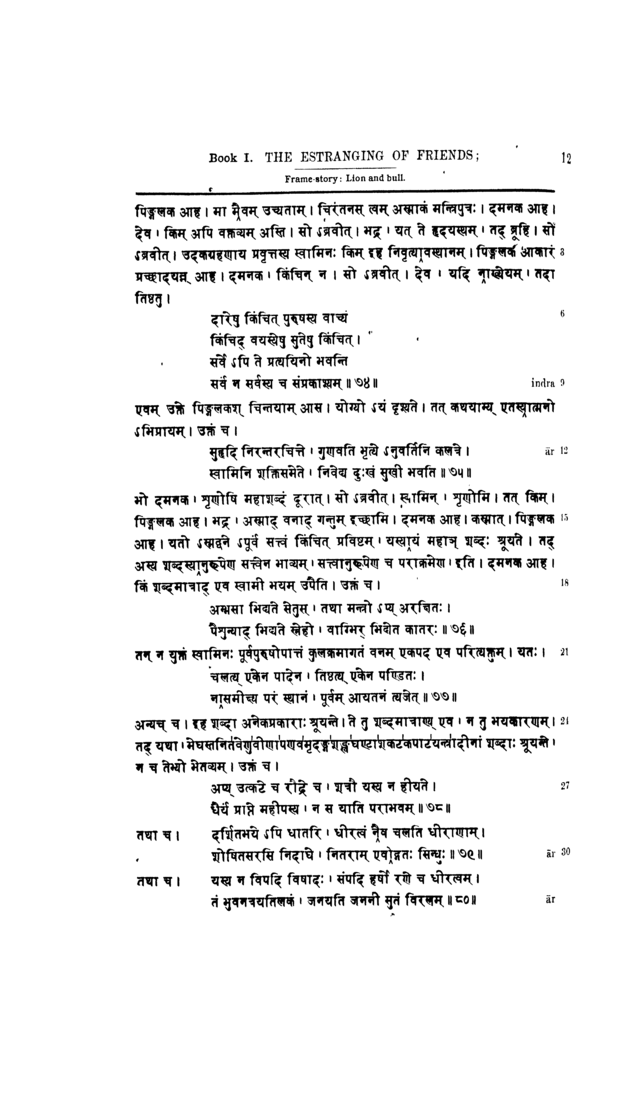 Book I. THE ESTRANGING OF FRIENDS; 12
Frame-story: Lion and bull.
पिङ्गलक आह। मा मैवम् उच्यताम्। चिरंतनस् त्वम् अस्माकं मन्त्रिपुत्रः। दमनक आह।
देव। किम् अपि वक्तव्यम् अस्ति। सो ऽब्रवीत्। भद्र। यत् ते हृदयस्थम्। तद् ब्रूहि। सो
ऽब्रवीत्। उदकग्रहणाय प्रवृत्तस्य स्वामिनः किम् इह निवृत्यावस्थानम्। पिङ्गलक आकारं 3
प्रच्छादयन्न् आह। दमनक। किंचिन् न। सो ऽब्रवीत्। देव। यदि नाख्येयम्। तदा
तिष्ठतु।
दारेषु किंचित् पुरुषस्य वाच्यं 6
किंचिद् वयस्येषु सुतेषु किंचित्।
सर्वे ऽपि ते प्रत्ययिनो भवन्ति
सर्वं न सर्वस्य च संप्रकाश्यम्॥७४॥ indra 9
एवम् उक्ते पिङ्गलकश् चिन्तयाम् आस। योग्यो ऽयं दृश्यते। तत् कथयाम्य् एतस्यात्मनो
ऽभिप्रायम्। उक्तं च।
सुहृदि निरन्तरचित्ते। गुणवति भृत्ये ऽनुवर्तिनि कलत्रे। ār 12
स्वामिनि शक्तिसमेते। निवेद्य दुःखं सुखी भवति॥७५॥
भो दमनक। शृणोषि महाशब्दं दूरात्। सो ऽब्रवीत्। स्वामिन्। शृणोमि। तत् किम्।
पिङ्गलक आह। भद्र। अस्माद् वनाद् गन्तुम् इच्छामि। दमनक आह। कस्मात्। पिङ्गलक 15
आह। यतो ऽस्मद्वने ऽपूर्वं सत्त्वं किंचित् प्रविष्टम्। यस्यायं महाञ् शब्दः श्रूयते। तद्
अस्य शब्दस्यानुरूपेण सत्त्वेन भाव्यम्। सत्त्वानुरूपेण च पराक्रमेण। इति। दमनक आह।
किं शब्दमात्राद् एव स्वामी भयम् उपैति। उक्तं च। 18
अम्भसा भिद्यते सेतुस्। तथा मन्त्रो ऽप्य् अरक्षितः।
पैशुन्याद् भिद्यते स्नेहो। वाग्भिर् भिद्येत कातरः॥७६॥
तन् न युक्तं स्वामिनः पूर्वपुरुषोपात्तं कुलक्रमागतं वनम् एकपद एव परित्यक्तुम्। यतः। 21
चलत्य् एकेन पादेन। तिष्ठत्य् एकेन पण्डितः।
नासमीक्ष्य परं स्थानं। पूर्वम् आयतनं त्यजेत्॥७७॥
अन्यच् च। इह शब्दा अनेकप्रकाराः श्रूयन्ते। ते तु शब्दमात्राण्य् एव। न तु भयकारणम्। 24
तद् यथा। मेघस्तनितवेणुवीणापणवमृदङ्गशङ्खघण्टाशकटकपाटयन्त्रादीनां शब्दाः श्रूयन्ते।
न च तेभ्यो भेतव्यम्। उक्तं च।
अप्य् उत्कटे च रौद्रे च। शत्रौ यस्य न हीयते। 27
धैर्यं प्राप्ते महीपस्य। न स याति पराभवम्॥७८॥
तथा च। दर्शितभये ऽपि धातरि। धीरत्वं नैव चलति धीराणाम्।
शोषितसरसि निदाघे। नितराम् एवोद्धतः सिन्धुः॥७९॥ ār 30
तथा च। यस्य न विपदि विषादः। संपदि हर्षो रणे च धीरत्वम्।
तं भुवनत्रयतिलकं। जनयति जननी सुतं विरलम्॥८०॥ ār